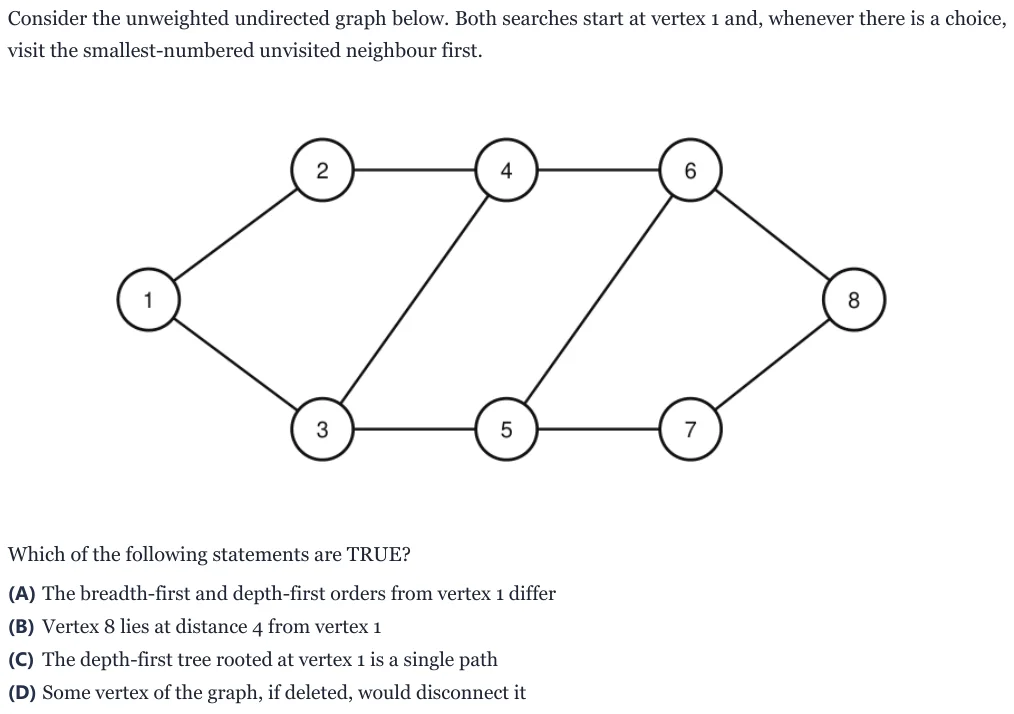 Consider the unweighted undirected graph below. Both searches start at vertex 1 and, whenever there is a choice,
visit the smallest-numbered unvisited neighbour first.
2
4
6
1
8
3
5
7
Which of the following statements are TRUE?
(A) The breadth-first and depth-first orders from vertex 1 differ
(B) Vertex 8 lies at distance 4 from vertex 1
(C) The depth-first tree rooted at vertex 1 is a single path
(D) Some vertex of the graph, if deleted, would disconnect it